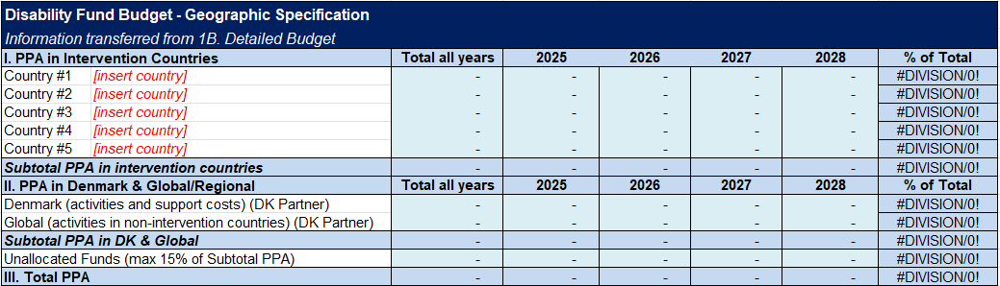 Disability Fund Budget - Geographic Specification
Information transferred from 1B. Detailed Budget
I. PPA in Intervention Countries Total all years 2025 2026 2027 2028 % of Total
Country #1 [insert country] - - - - - #DIVISION/0!
Country #2 [insert country] - - - - - #DIVISION/0!
Country #3 [insert country] - - - - - #DIVISION/0!
Country #4 [insert country] - - - - - #DIVISION/0!
Country #5 [insert country] - - - - - #DIVISION/0!
Subtotal PPA in intervention countries - - - - - #DIVISION/0!
II. PPA in Denmark & Global/Regional Total all years 2025 2026 2027 2028 % of Total
Denmark (activities and support costs) (DK Partner) - - - - - #DIVISION/0!
Global (activities in non-intervention countries) (DK Partner) - - - - - #DIVISION/0!
Subtotal PPA in DK & Global - - - - - #DIVISION/0!
Unallocated Funds (max 15% of Subtotal PPA) - - - - - #DIVISION/0!
III. Total PPA - - - - - #DIVISION/0!